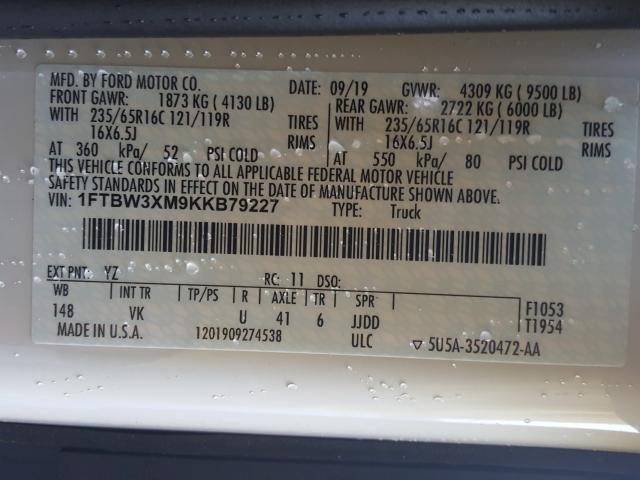 MFD. BY FORD MOTOR CO.
DATE: 09/19 GVWR: 4309 KG ( 9500 LB)
FRONT GAWR: 1873 KG ( 4130 LB)
REAR GAWR: 2722 KG ( 6000 LB)
WITH 235/65R16C 121/119R TIRES
WITH 235/65R16C 121/119R TIRES
16X6.5J RIMS
16X6.5J RIMS
AT 360 kPa/ 52 PSI COLD
AT 550 kPa/ 80 PSI COLD
THIS VEHICLE CONFORMS TO ALL APPLICABLE FEDERAL MOTOR VEHICLE
SAFETY STANDARDS IN EFFECT ON THE DATE OF MANUFACTURE SHOWN ABOVE.
VIN: 1FTBW3XM9KKB79227 TYPE: Truck
EXT PNT: YZ RC: 11 DSO:
WB INT TR TP/PS R AXLE TR SPR
148 VK U 41 6 JJDD
F1053
T1954
MADE IN U.S.A. 1201909274538 ULC ▽ 5U5A-3520472-AA